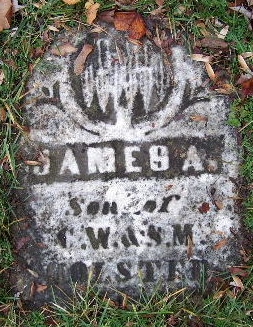 JAMES A.
Son of
C.W. & S.M.